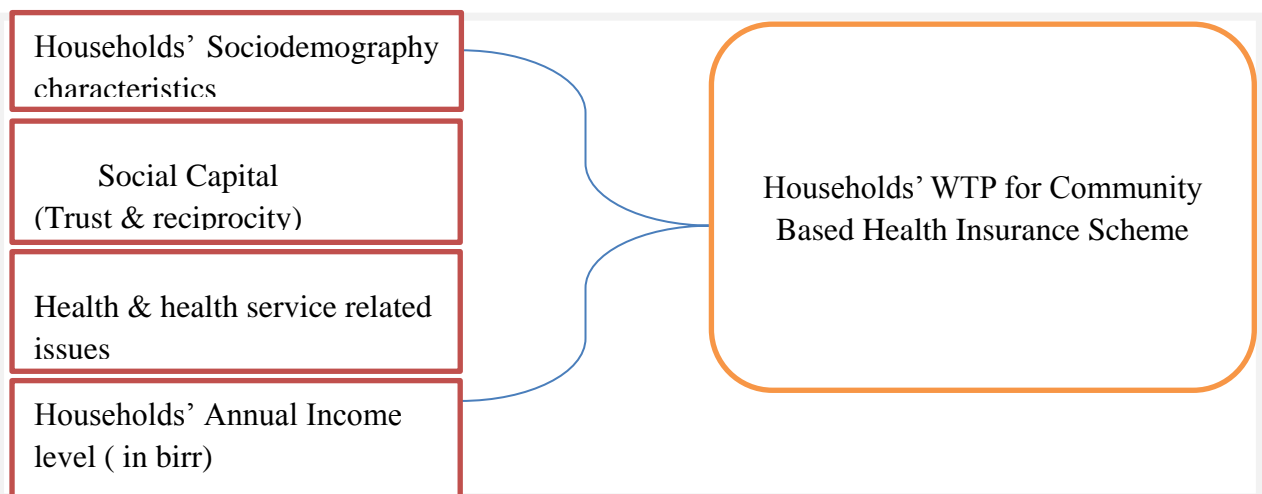 Households’ Sociodemography
characteristics
Social Capital
(Trust & reciprocity)
Health & health service related
issues
Households’ Annual Income
level ( in birr)
Households’ WTP for Community
Based Health Insurance Scheme